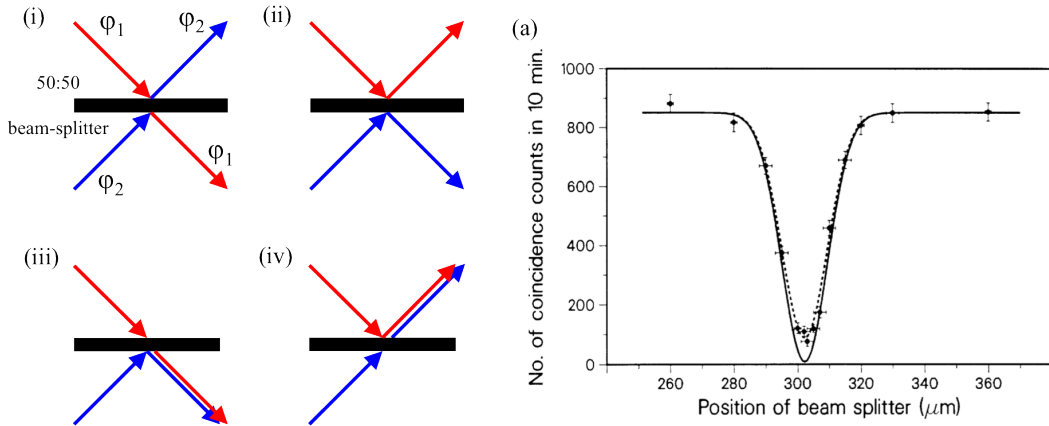 (i)
φ1
φ2
50:50
beam-splitter
φ2
φ1
(ii)
(iii)
(iv)
(a)
No. of coincidence counts in 10 min.
1000
800
600
400
200
0
260
280
300
320
340
360
Position of beam splitter (μm)